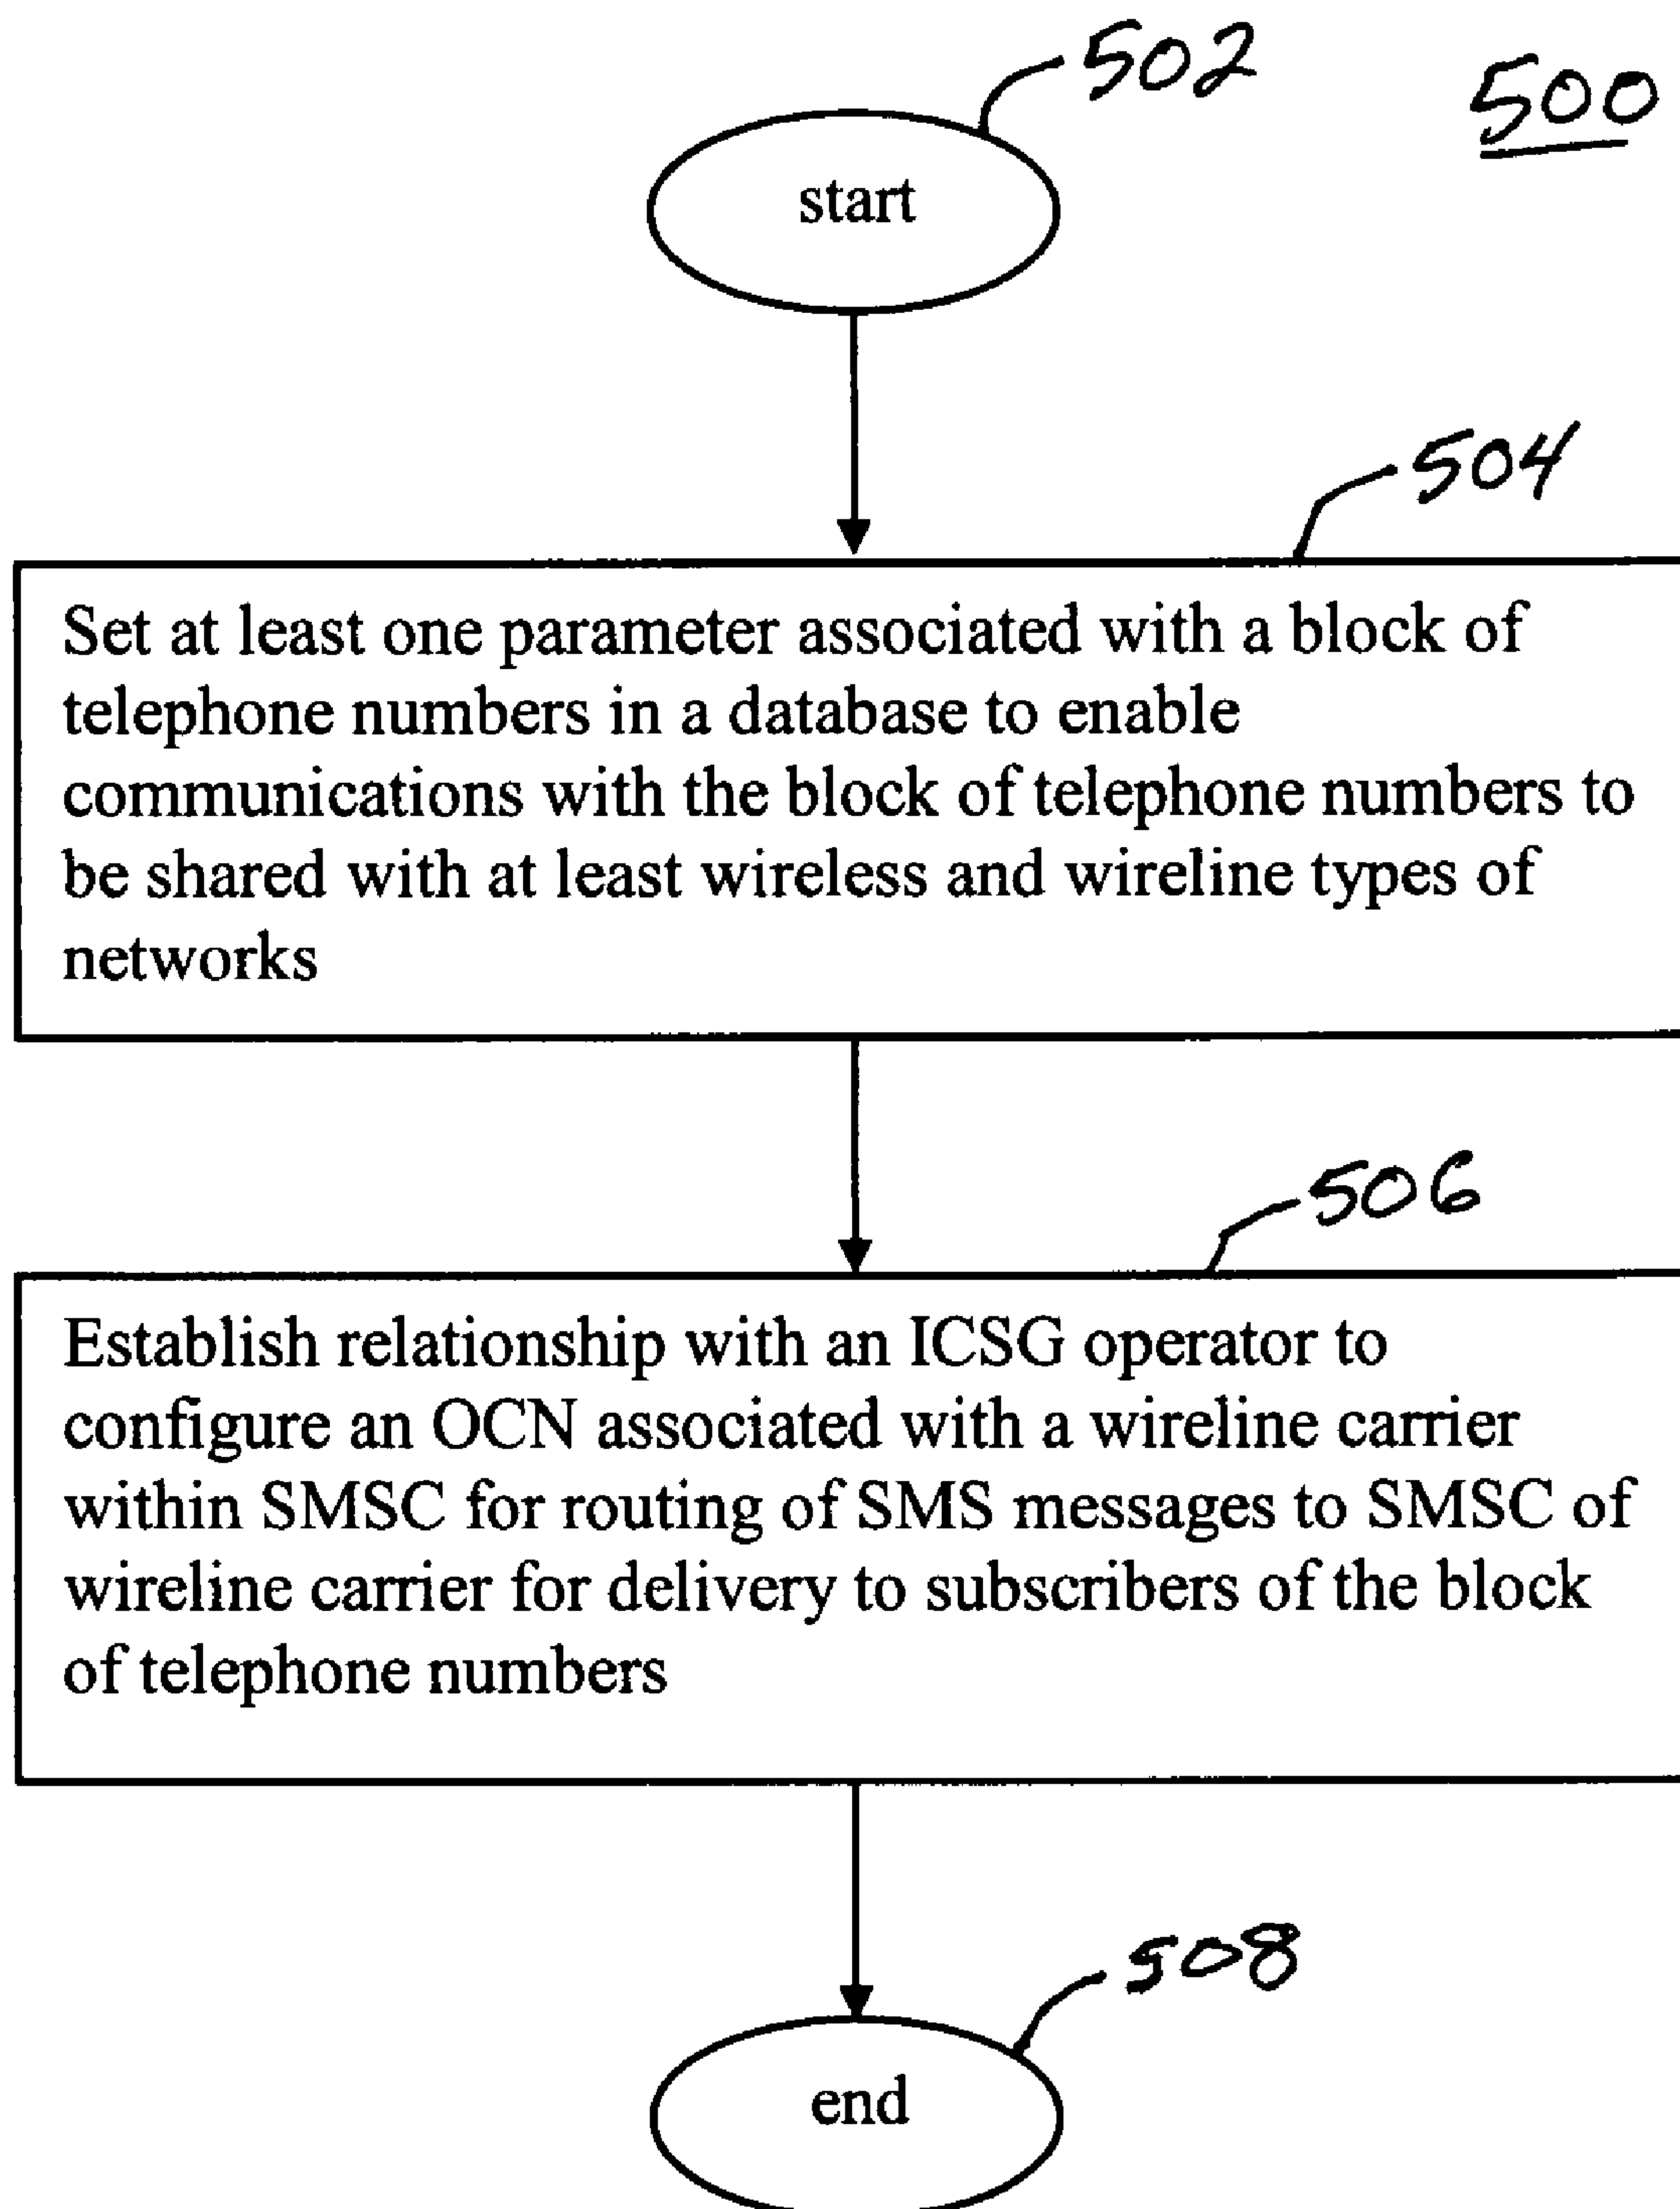 502
500
start
504
Set at least one parameter associated with a block of
telephone numbers in a database to enable
communications with the block of telephone numbers to
be shared with at least wireless and wireline types of
networks
506
Establish relationship with an ICSG operator to
configure an OCN associated with a wireline carrier
within SMSC for routing of SMS messages to SMSC of
wireline carrier for delivery to subscribers of the block
of telephone numbers
508
end